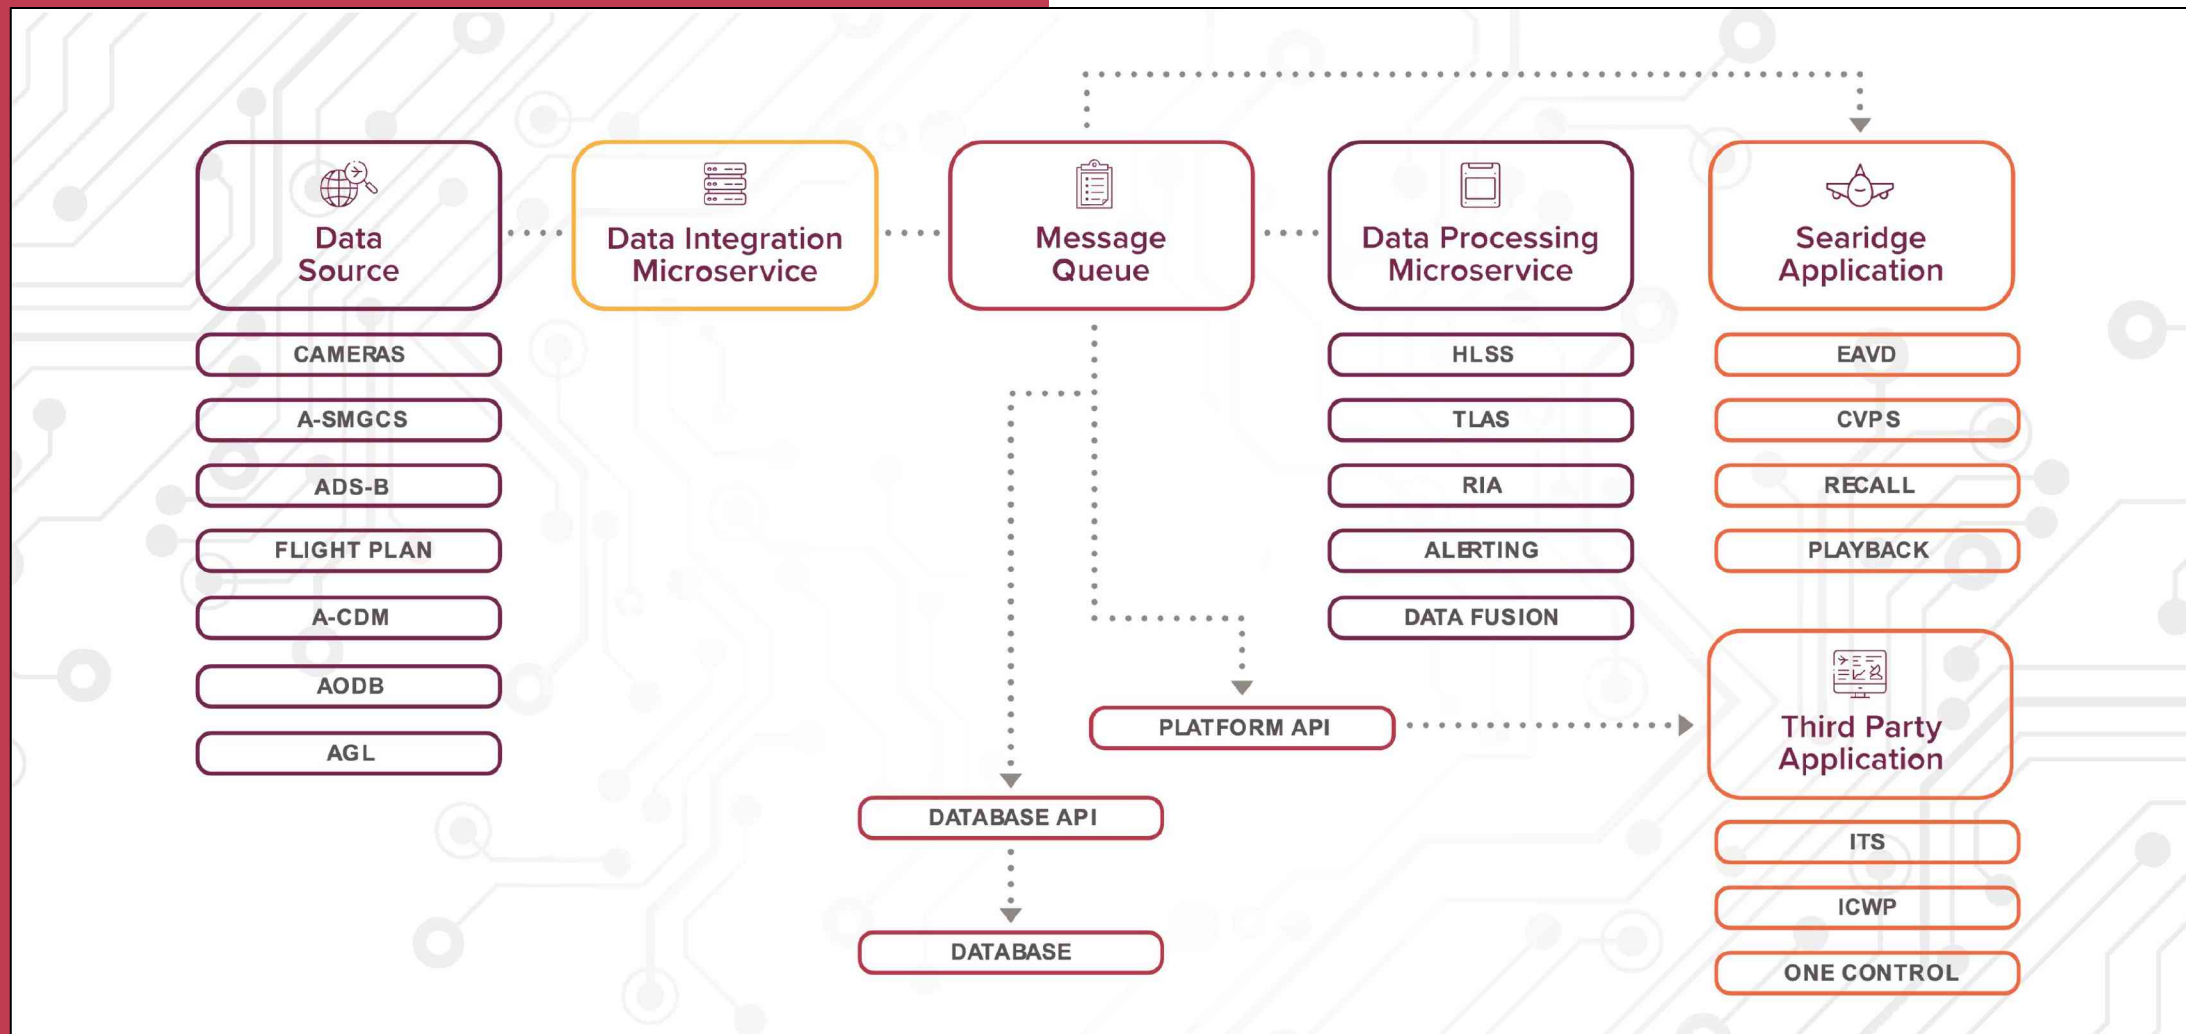 Data
Source
CAMERAS
A-SMGCS
ADS-B
FLIGHT PLAN
A-CDM
AODB
AGL
Data Integration
Microservice
Message
Queue
PLATFORM API
DATABASE API
DATABASE
Data Processing
Microservice
HLSS
TLAS
RIA
ALERTING
DATA FUSION
Searidge
Application
EAVD
CVPS
RECALL
PLAYBACK
Third Party
Application
ITS
ICWP
ONE CONTROL